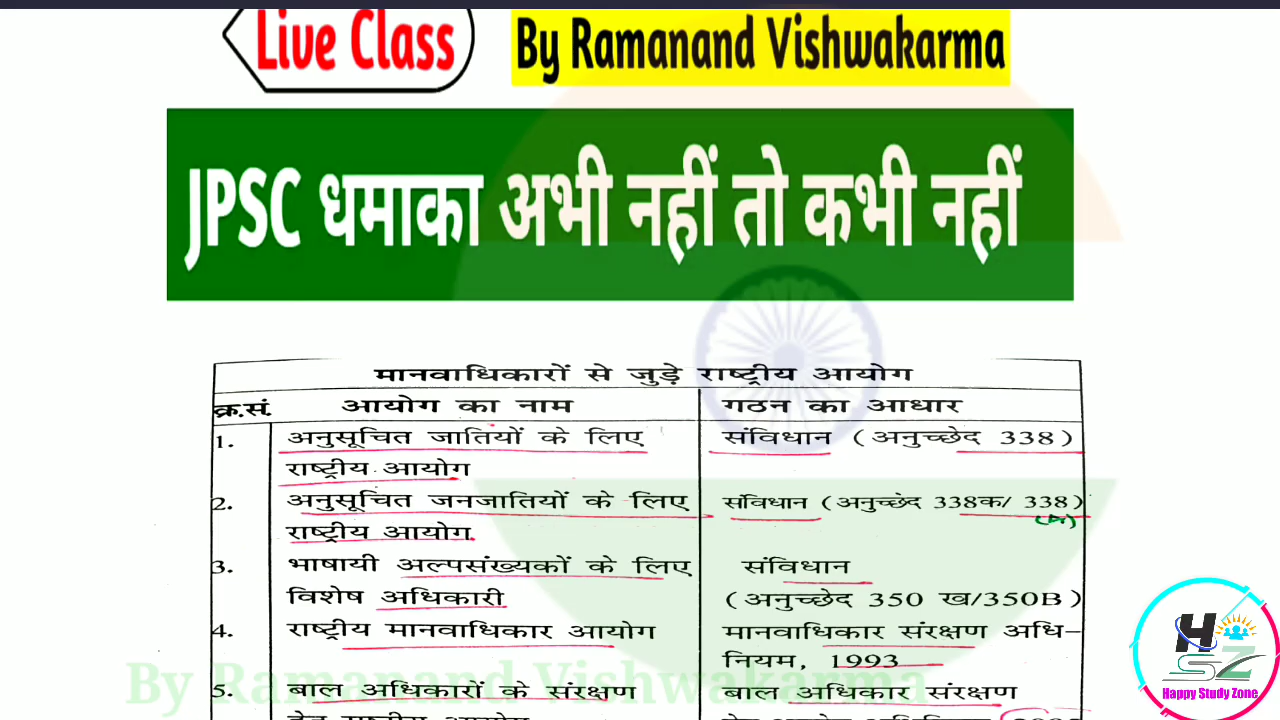 Live Class
By Ramanand Vishwakarma
JPSC धमाका अभी नहीं तो कभी नहीं
मानवाधिकारों से जुड़े राष्ट्रीय आयोग
क्र.सं. आयोग का नाम गठन का आधार
1. अनुसूचित जातियों के लिए संविधान (अनुच्छेद 338)
राष्ट्रीय आयोग
2. अनुसूचित जनजातियों के लिए संविधान (अनुच्छेद 338क/ 338)
(A)
राष्ट्रीय आयोग
3. भाषायी अल्पसंख्यकों के लिए संविधान
विशेष अधिकारी (अनुच्छेद 350 ख/350B)
4. राष्ट्रीय मानवाधिकार आयोग मानवाधिकार संरक्षण अधि-
नियम, 1993
By Ramanand Vishwakarma
5. बाल अधिकारों के संरक्षण बाल अधिकार संरक्षण
HSZ
Happy Study Zone